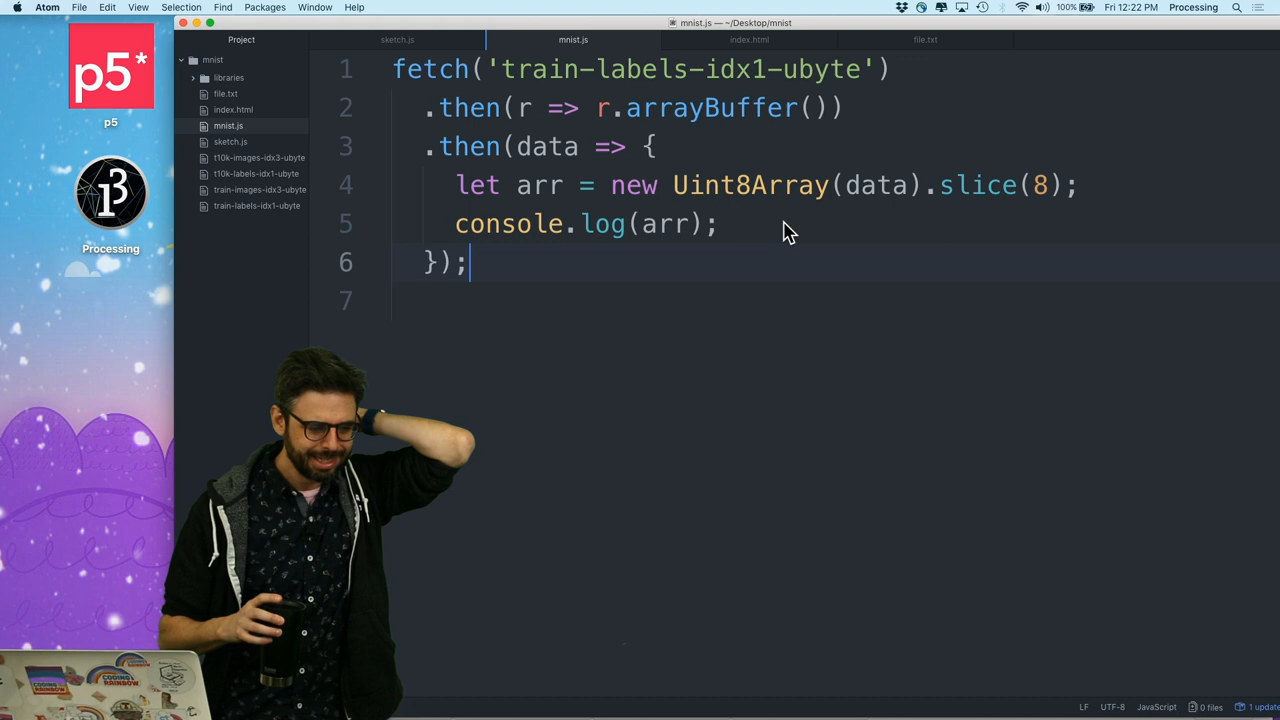 Atom File Edit View Selection Find Packages Window Help
100% Fri 12:22 PM Processing
mnist.js — ~/Desktop/mnist
Project
sketch.js mnist.js index.html file.txt
mnist
libraries
file.txt
index.html
mnist.js
sketch.js
t10k-images-idx3-ubyte
t10k-labels-idx1-ubyte
train-images-idx3-ubyte
train-labels-idx1-ubyte
p5*
p5
Processing
1 fetch('train-labels-idx1-ubyte')
2 .then(r => r.arrayBuffer())
3 .then(data => {
4 let arr = new Uint8Array(data).slice(8);
5 console.log(arr);
6 });
7
CODING
RAINBOW
LF UTF-8 JavaScript 0 files 1 update